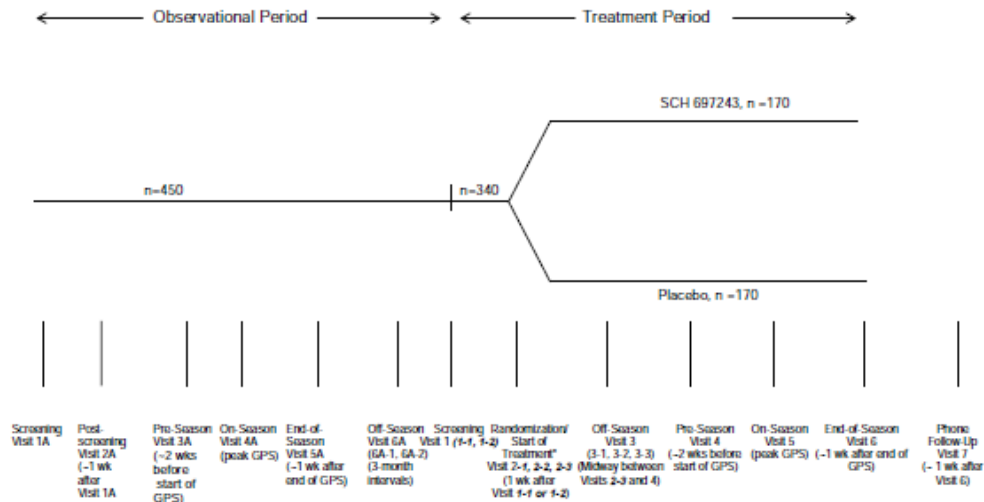 Observational Period
Treatment Period
SCH 697243, n =170
n=450
n=340
Placebo, n =170
Screening
Visit 1A
Post-
screening
Visit 2A
(~1 wk
after
Visit 1A
Pre-Season
Visit 3A
(~2 wks
before
start of
GPS)
On-Season
Visit 4A
(peak GPS)
End-of-
Season
Visit 5A
(~1 wk after
end of GPS)
Off-Season
Visit 6A
(6A-1, 6A-2)
(3-month
intervals)
Screening
Visit 1 (1-1, 1-2)
Randomization/
Start of
Treatment*
Visit 2-1, 2-2, 2-3
(1 wk after
Visit 1-1 or 1-2)
Off-Season
Visit 3
(3-1, 3-2, 3-3)
(Midway between
Visits 2-3 and 4)
Pre-Season
Visit 4
(~2 wks before
start of GPS)
On-Season
Visit 5
(peak GPS)
End-of-Season
Visit 6
(~1 wk after end of
GPS)
Phone
Follow-Up
Visit 7
(~ 1 wk after
Visit 6)